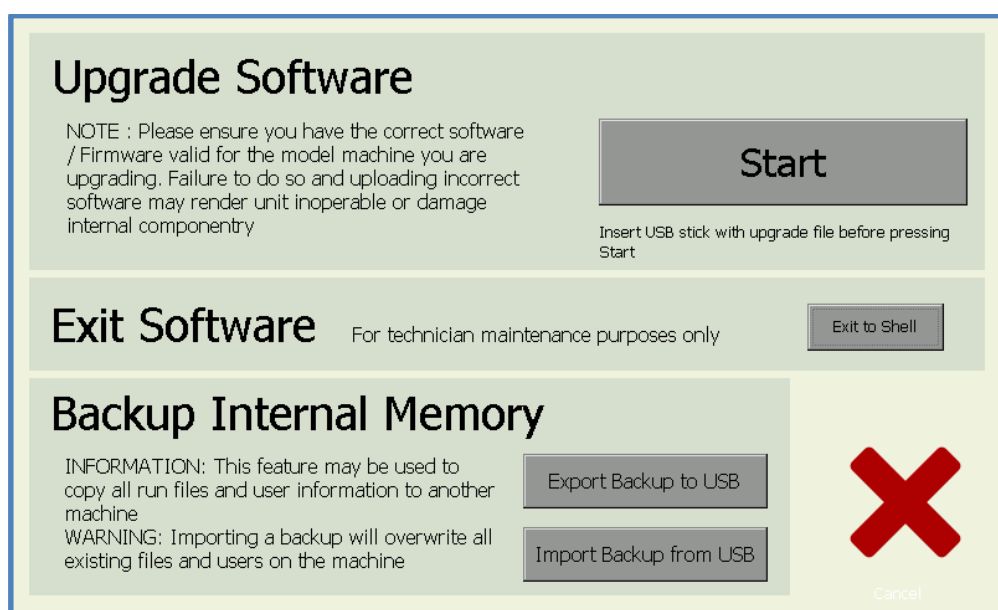 Upgrade Software
NOTE : Please ensure you have the correct software
/ Firmware valid for the model machine you are
upgrading. Failure to do so and uploading incorrect
software may render unit inoperable or damage
internal componentry
Start
Insert USB stick with upgrade file before pressing
Start
Exit Software
For technician maintenance purposes only
Exit to Shell
Backup Internal Memory
INFORMATION: This feature may be used to
copy all run files and user information to another
machine
WARNING: Importing a backup will overwrite all
existing files and users on the machine
Export Backup to USB
Import Backup from USB
Cancel